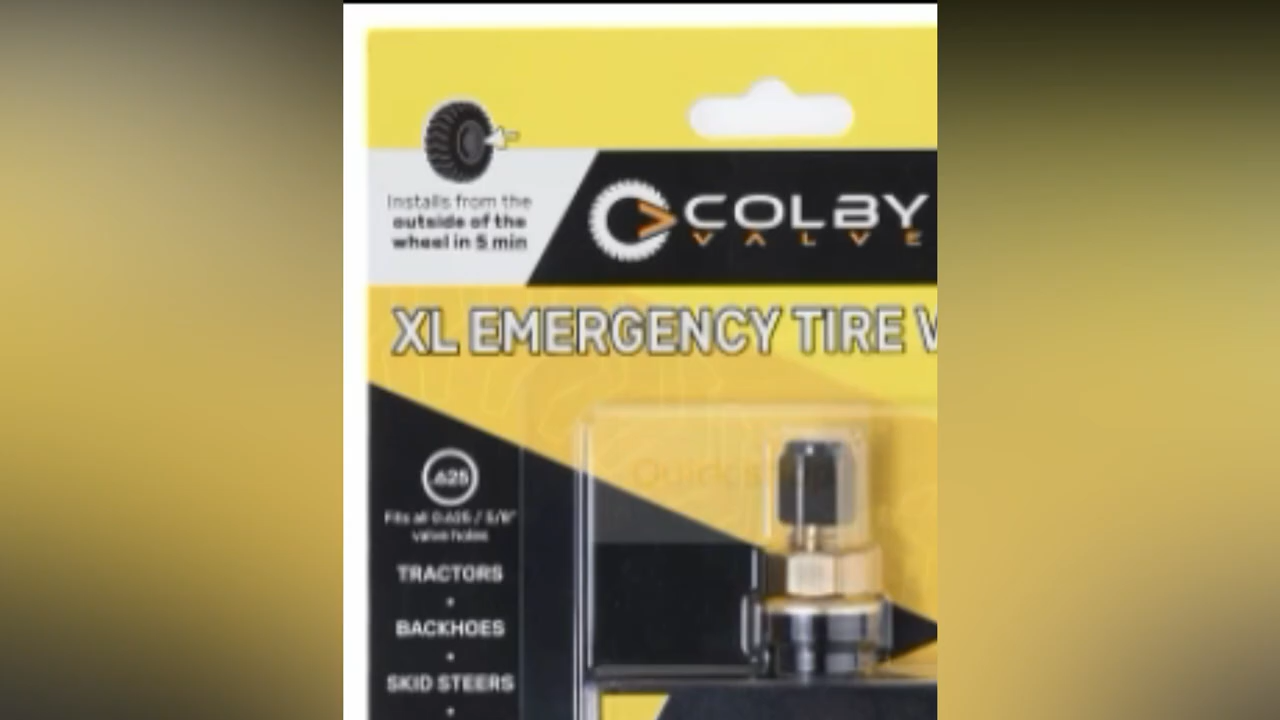 Installs from the
outside of the
wheel in 5 min
COLBY
VALVE
XL EMERGENCY TIRE V
.625
Fits all 0.625 / 5/8"
valve holes
TRACTORS
•
BACKHOES
•
SKID STEERS
•